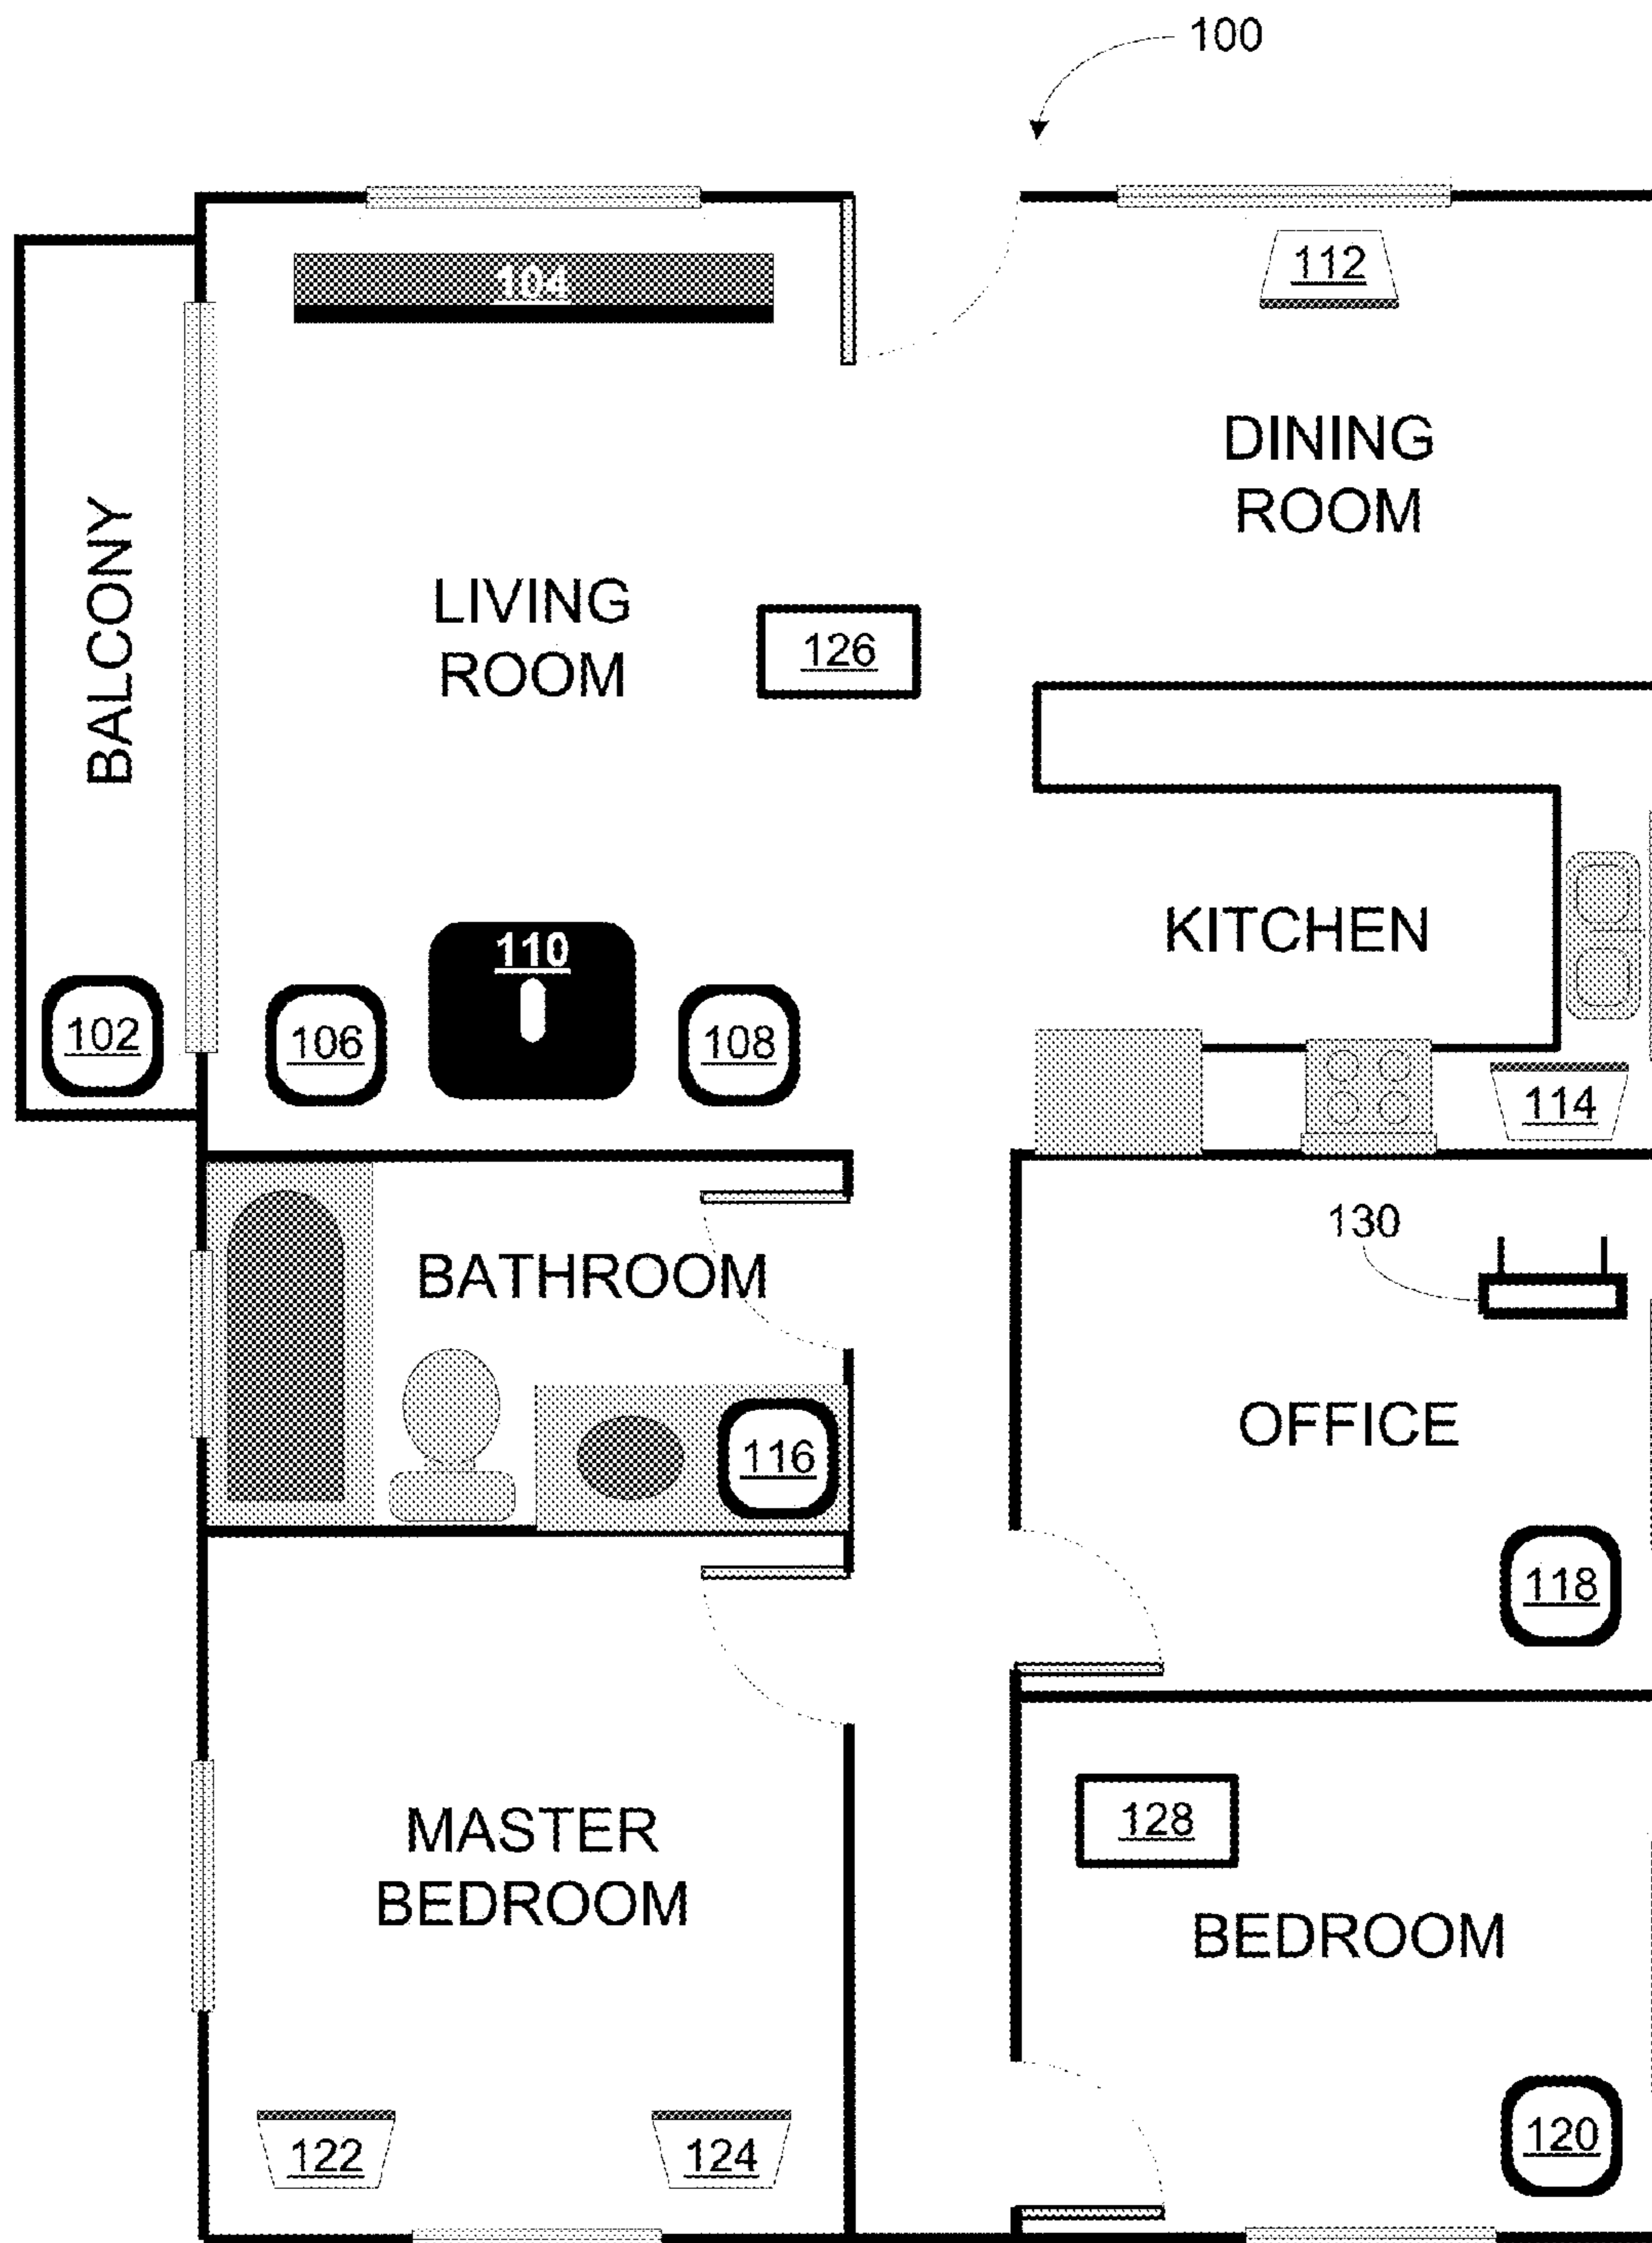 100
104
112
DINING
ROOM
BALCONY
LIVING
ROOM
126
KITCHEN
110
102
106
108
114
130
BATHROOM
OFFICE
116
118
MASTER
BEDROOM
128
BEDROOM
122
124
120